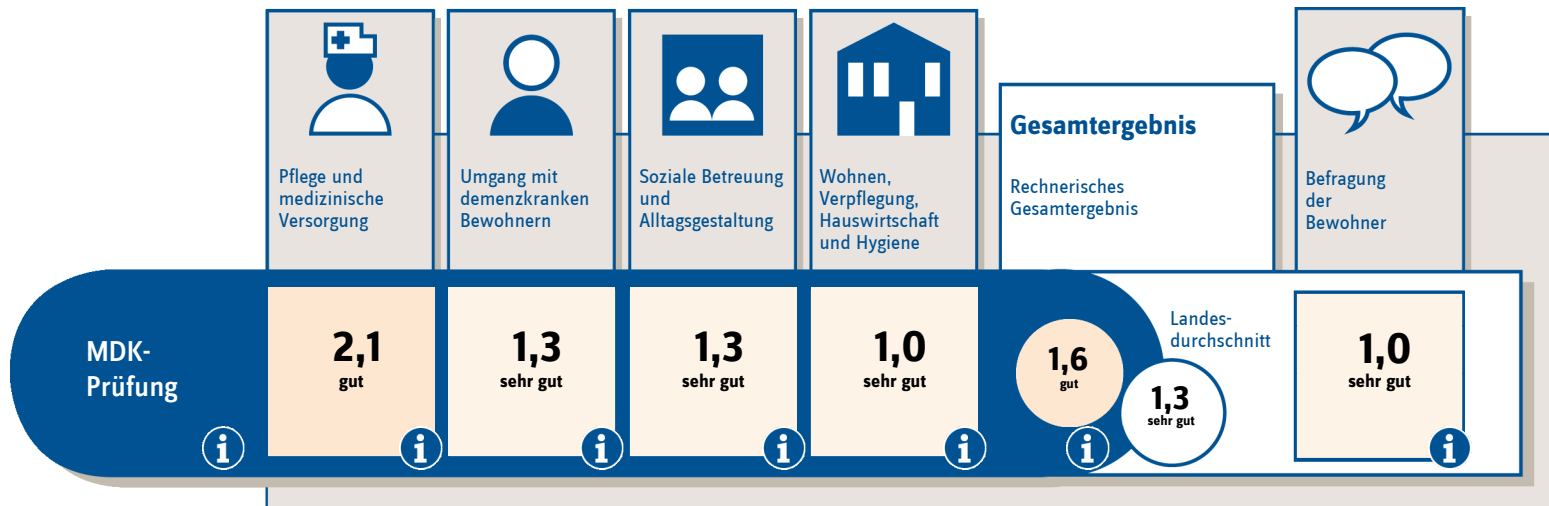 Pflege und
medizinische
Versorgung
Umgang mit
demenzkranken
Bewohnern
Soziale Betreuung
und
Alltagsgestaltung
Wohnen,
Verpflegung,
Hauswirtschaft
und Hygiene
Gesamtergebnis
Rechnerisches
Gesamtergebnis
Befragung
der
Bewohner
MDK-
Prüfung
i
2,1
gut
i
1,3
sehr gut
i
1,3
sehr gut
i
1,0
sehr gut
i
1,6
gut
i
Landes-
durchschnitt
1,3
sehr gut
1,0
sehr gut
i